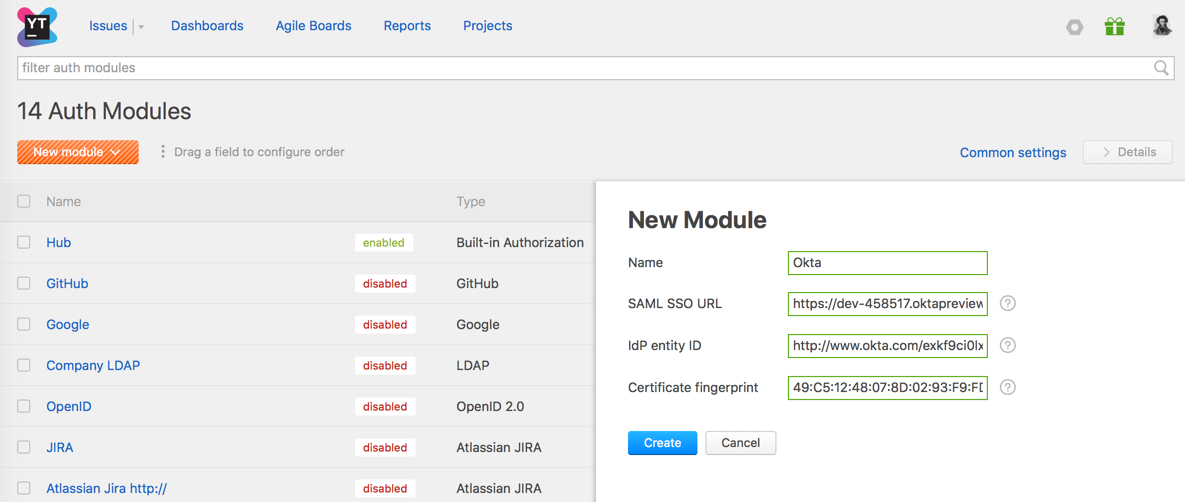 YT
Issues Dashboards Agile Boards Reports Projects
filter auth modules
14 Auth Modules
New module Drag a field to configure order Common settings Details
Name Type
Hub enabled Built-in Authorization
GitHub disabled GitHub
Google disabled Google
Company LDAP disabled LDAP
OpenID disabled OpenID 2.0
JIRA disabled Atlassian JIRA
Atlassian Jira http:// disabled Atlassian JIRA
New Module
Name Okta
SAML SSO URL https://dev-458517.oktapreview ?
IdP entity ID http://www.okta.com/exkf9ci0lx ?
Certificate fingerprint 49:C5:12:48:07:8D:02:93:F9:FD ?
Create Cancel